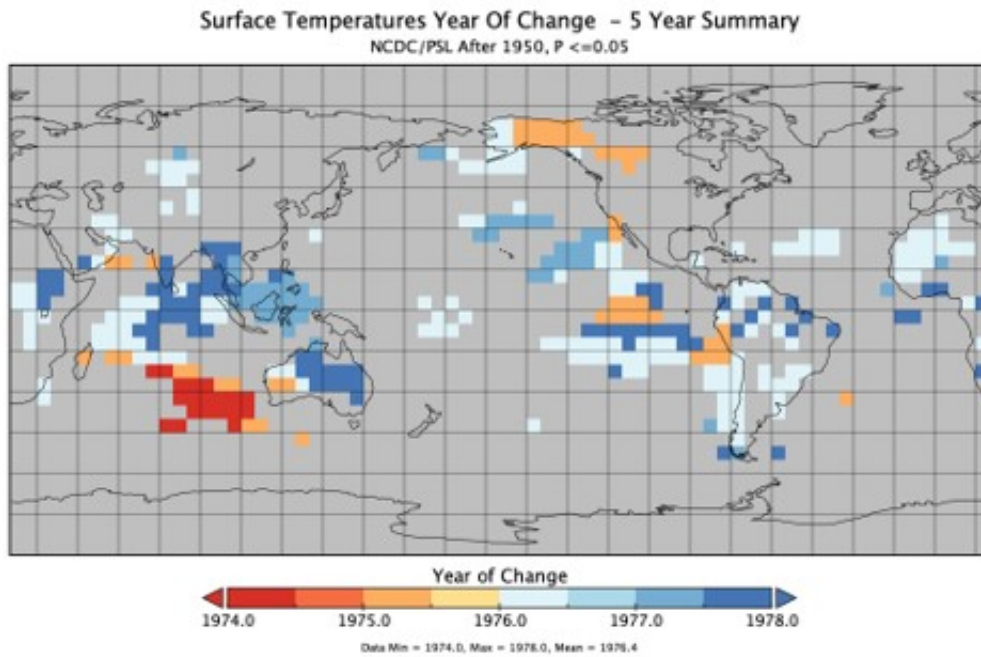 Surface Temperatures Year Of Change - 5 Year Summary
NCDC/PSL After 1950, P <=0.05
Year of Change
1974.0 1975.0 1976.0 1977.0 1978.0
Data Min = 1974.0, Max = 1978.0, Mean = 1976.4